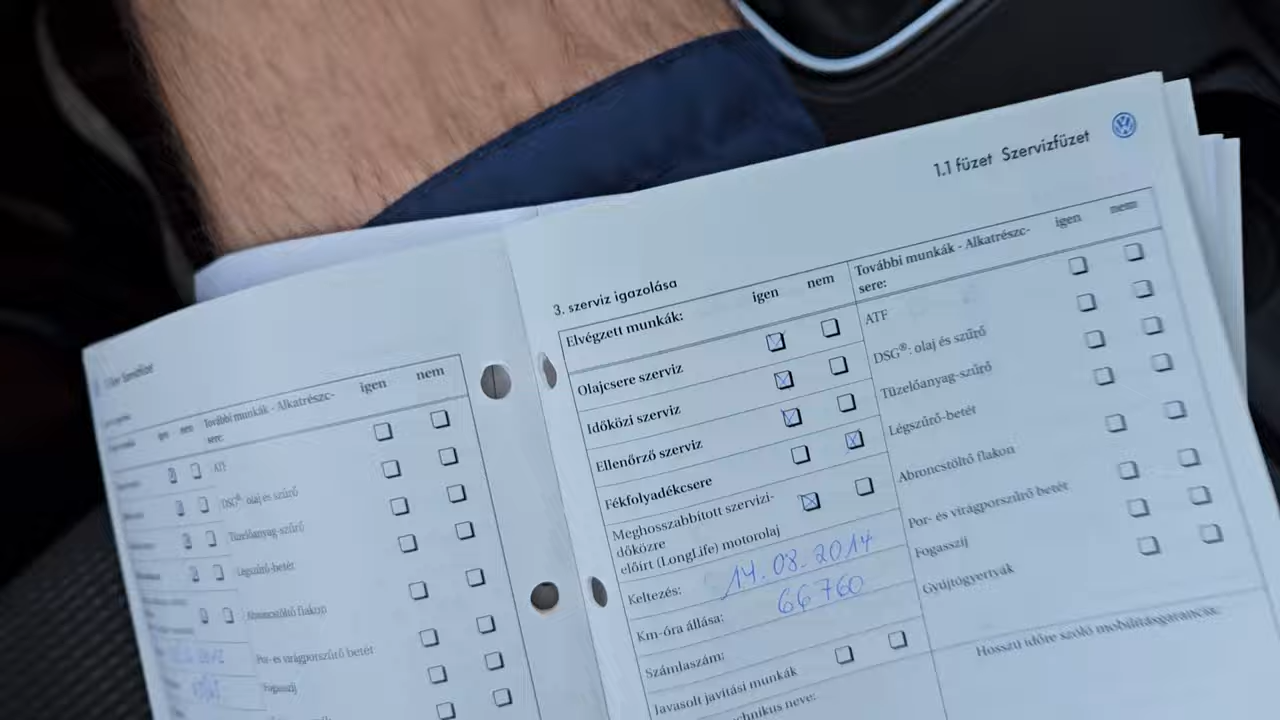 1.1 füzet Szervizfüzet
3. szerviz igazolása
Elvégzett munkák: igen nem
Olajcsere szerviz
Időközi szerviz
Ellenőrző szerviz
Fékfolyadékcsere
Meghosszabbított szervizi-
dőközre
előírt (LongLife) motorolaj
Keltezés: 14.08.2014
Km-óra állása: 66760
Számlaszám:
Javasolt javítási munkák
További munkák - Alkatrészc- igen nem
sere:
ATF
DSG®: olaj és szűrő
Tüzelőanyag-szűrő
Légszűrő-betét
Abroncstöltő flakon
Por- és virágporszűrő betét
Fogasszíj
Gyújtógyertyák
Hosszú időre szóló mobilitásgarancia:
Szervizfüzet
igen nem
További munkák - Alkatrészc- igen nem
sere:
ATF
DSG®: olaj és szűrő
Tüzelőanyag-szűrő
Légszűrő-betét
Abroncstöltő flakon
Por- és virágporszűrő betét
Fogasszíj